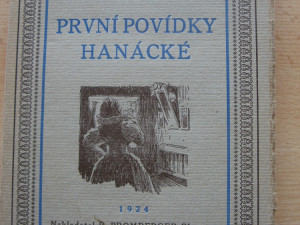 PRVNÍ POVÍDKY
HANÁCKÉ
1924
Nakladatel R. PROMBERGER